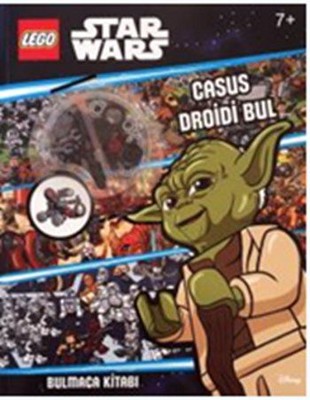 LEGO
STAR
WARS
7+
CASUS
DROİDİ BUL
BULMACA KİTABI
Disney